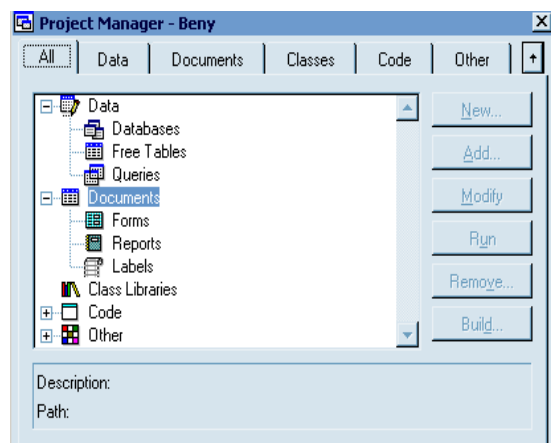 Project Manager - Beny
All Data Documents Classes Code Other
Data
Databases
Free Tables
Queries
Documents
Forms
Reports
Labels
Class Libraries
Code
Other
New...
Add...
Modify
Run
Remove...
Build...
Description:
Path: